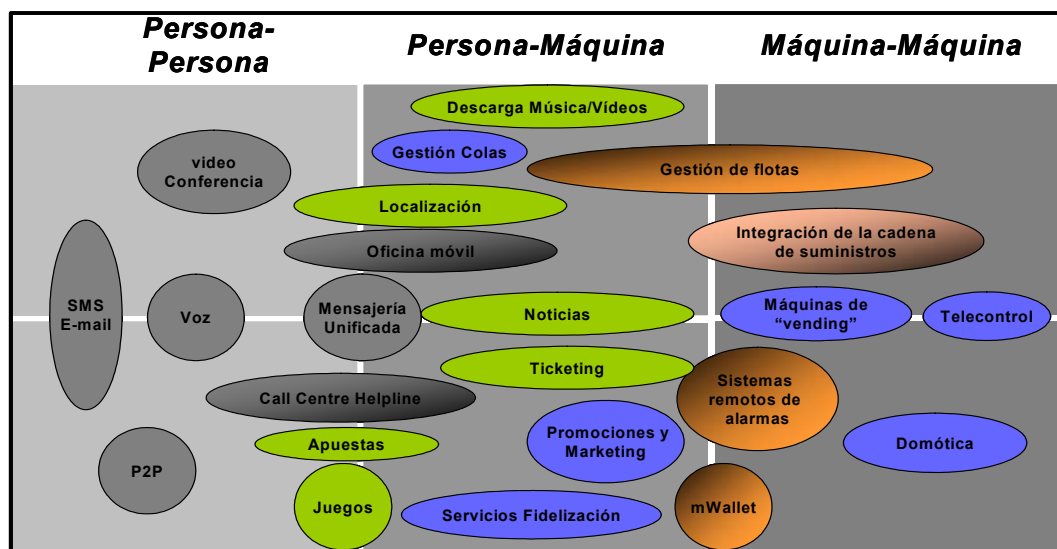 Persona-
Persona
Persona-Máquina
Máquina-Máquina
Descarga Música/Vídeos
video
Conferencia
Gestión Colas
Gestión de flotas
Localización
Oficina móvil
Integración de la cadena
de suministros
SMS
E-mail
Voz
Mensajería
Unificada
Noticias
Máquinas de
“vending”
Telecontrol
Ticketing
Sistemas
remotos de
alarmas
Call Centre Helpline
Apuestas
Promociones y
Marketing
Domótica
P2P
Juegos
Servicios Fidelización
mWallet